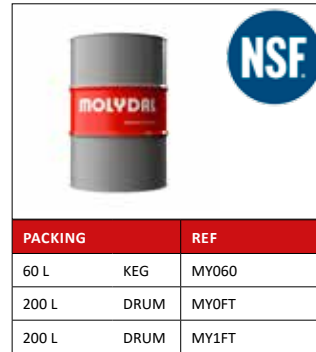 NSF
MOLYDAL
PACKING REF
60 L KEG MY060
200 L DRUM MY0FT
200 L DRUM MY1FT